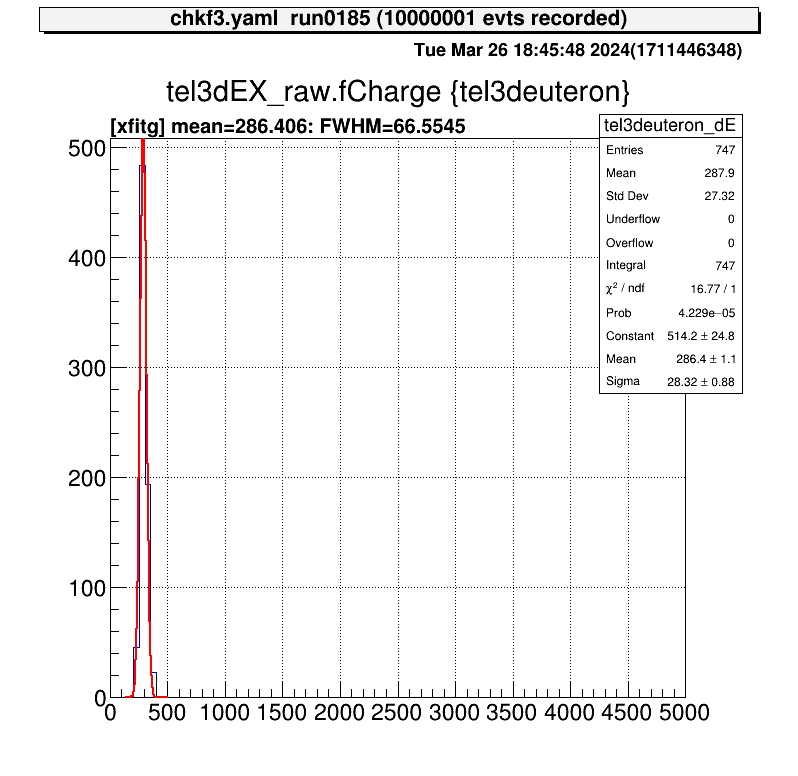 chkf3.yaml  run0185 (10000001 evts recorded)
Tue Mar 26 18:45:48 2024(1711446348)
tel3dEX_raw.fCharge {tel3deuteron}
[xfitg] mean=286.406: FWHM=66.5545
tel3deuteron_dE
Entries 747
Mean 287.9
Std Dev 27.32
Underflow 0
Overflow 0
Integral 747
χ² / ndf 16.77 / 1
Prob 4.229e−05
Constant 514.2 ± 24.8
Mean 286.4 ± 1.1
Sigma 28.32 ± 0.88
500
400
300
200
100
0
0 500 1000 1500 2000 2500 3000 3500 4000 4500 5000